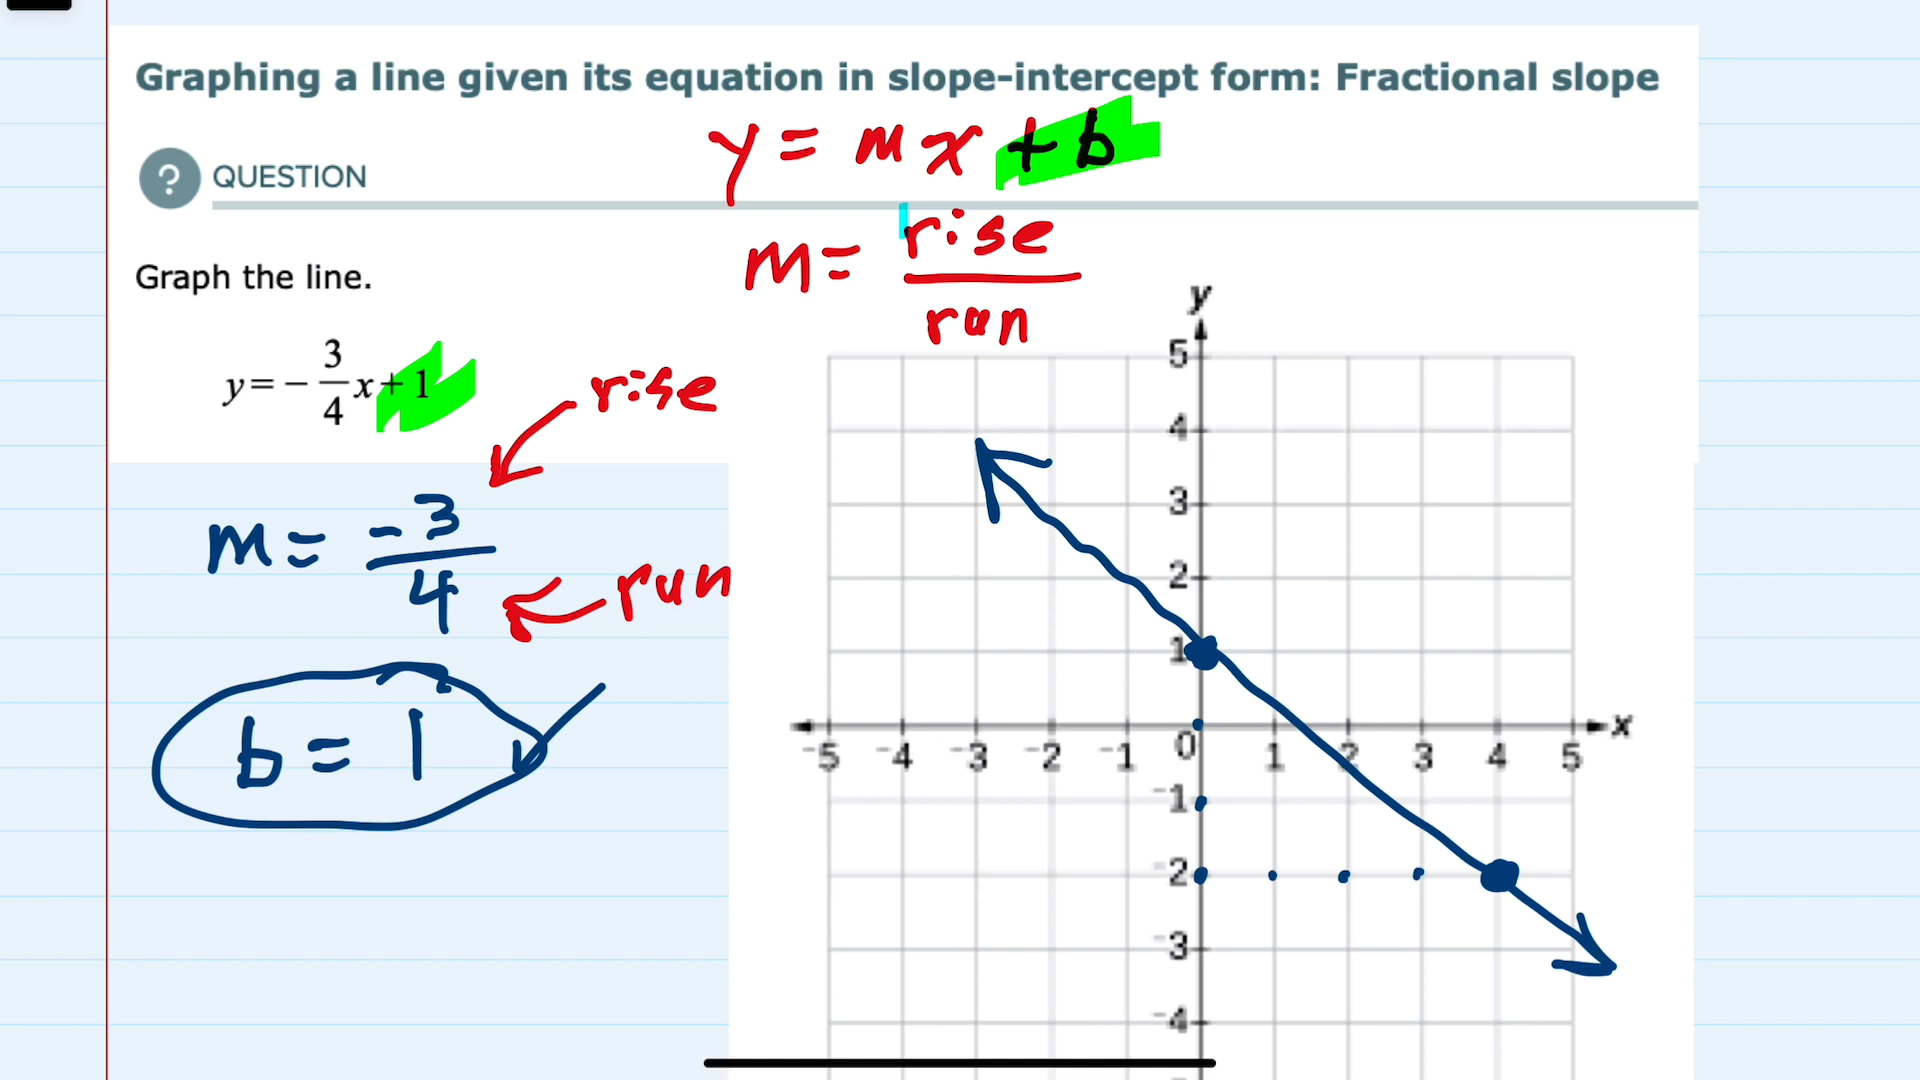 Graphing a line given its equation in slope-intercept form: Fractional slope
y = mx + b
? QUESTION
m = rise/run
Graph the line.
y = -3/4 x + 1
rise
m = -3/4
run
b = 1
y
5
4
3
2
1
-5 -4 -3 -2 -1 0 1 2 3 4 5 x
-1
-2
-3
-4